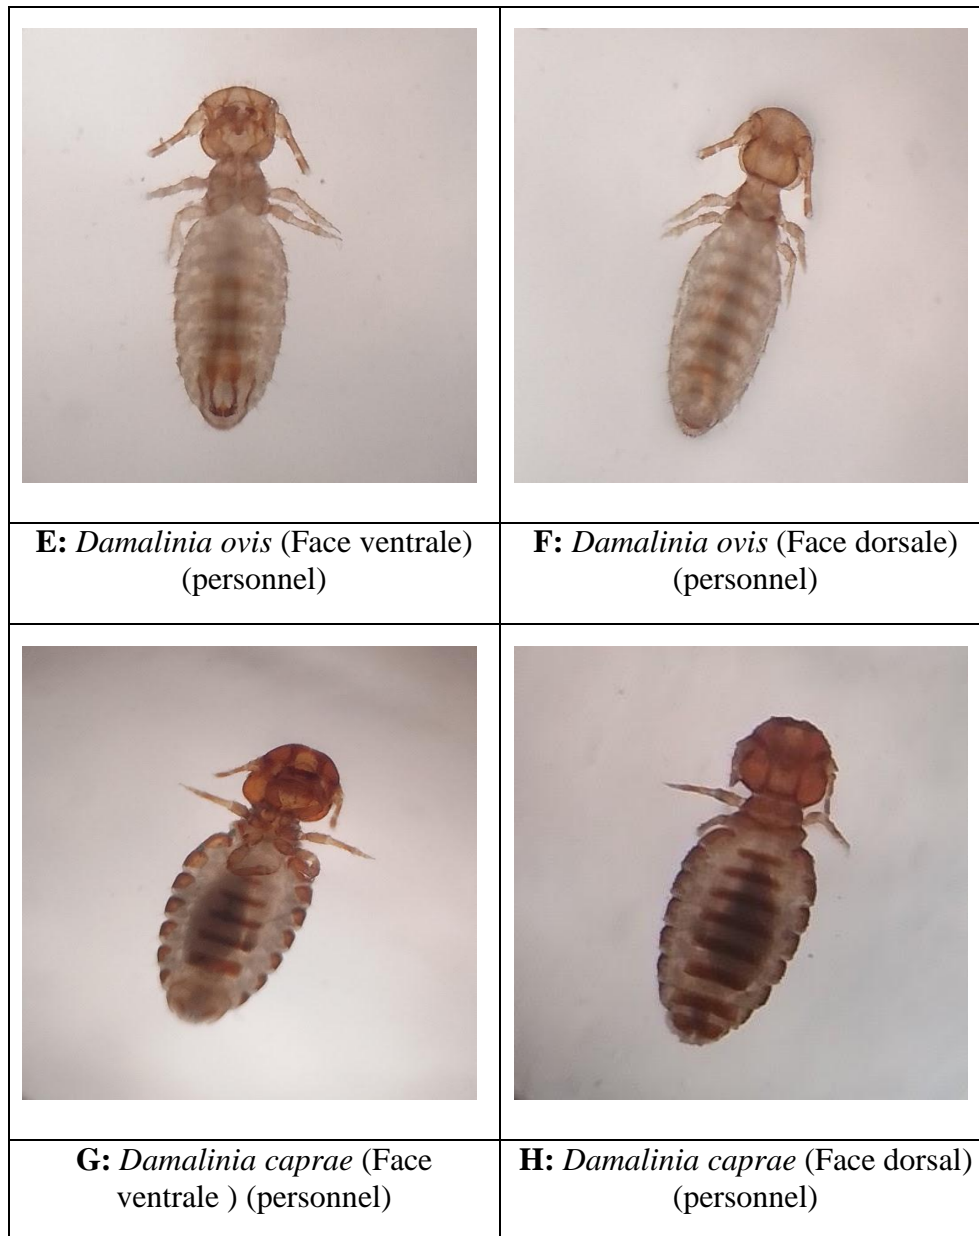 E: Damalinia ovis (Face ventrale)
(personnel)
F: Damalinia ovis (Face dorsale)
(personnel)
G: Damalinia caprae (Face
ventrale ) (personnel)
H: Damalinia caprae (Face dorsal)
(personnel)